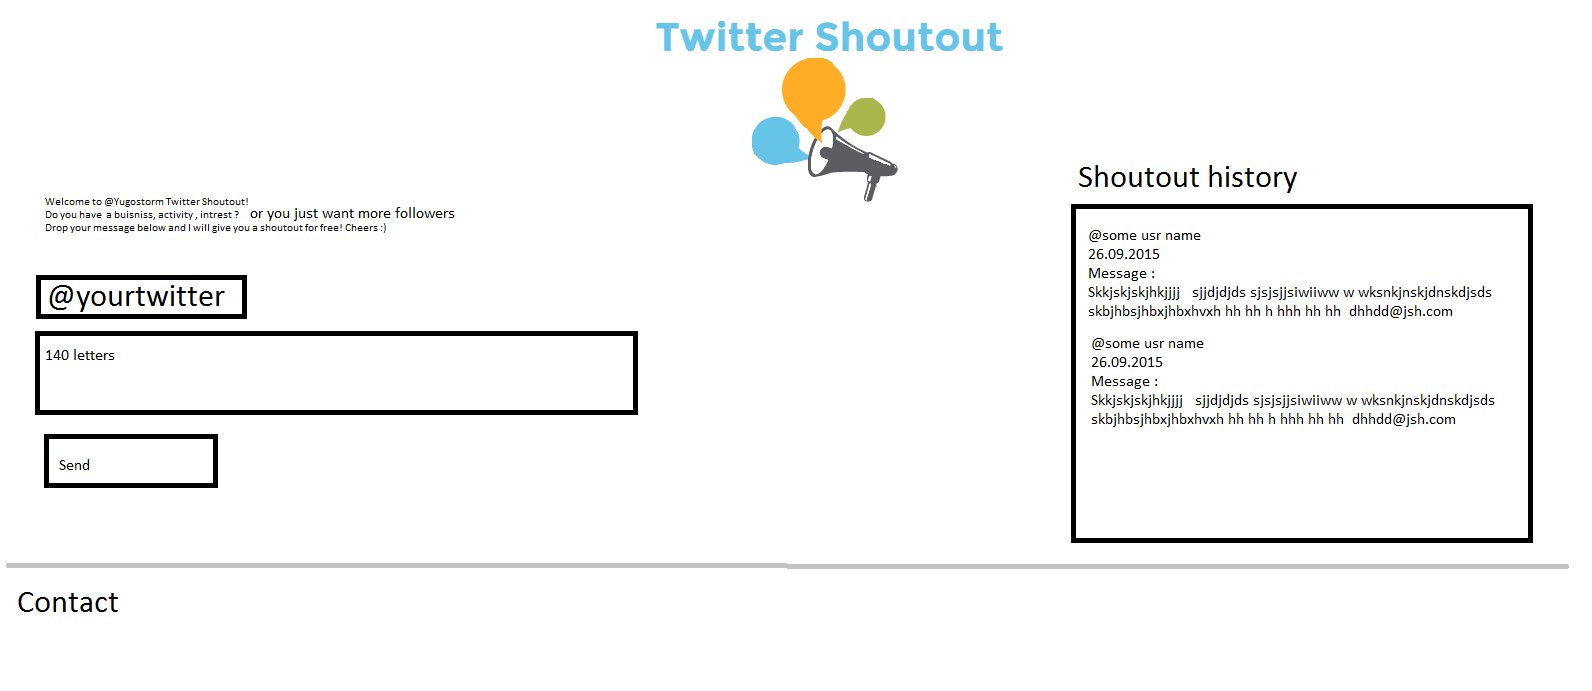 Twitter Shoutout
Welcome to @Yugostorm Twitter Shoutout!
Do you have a buisniss, activity , intrest ? or you just want more followers
Drop your message below and I will give you a shoutout for free! Cheers :)
@yourtwitter
140 letters
Send
Shoutout history
@some usr name
26.09.2015
Message :
Skkjskjskjhkjjjj sjjdjdjds sjsjsjjsiwiiww w wksnkjnskjdnskdjsds
skbjhbsjhbxjhbxhvxh hh hh h hhh hh hh dhhdd@jsh.com
@some usr name
26.09.2015
Message :
Skkjskjskjhkjjjj sjjdjdjds sjsjsjjsiwiiww w wksnkjnskjdnskdjsds
skbjhbsjhbxjhbxhvxh hh hh h hhh hh hh dhhdd@jsh.com
Contact